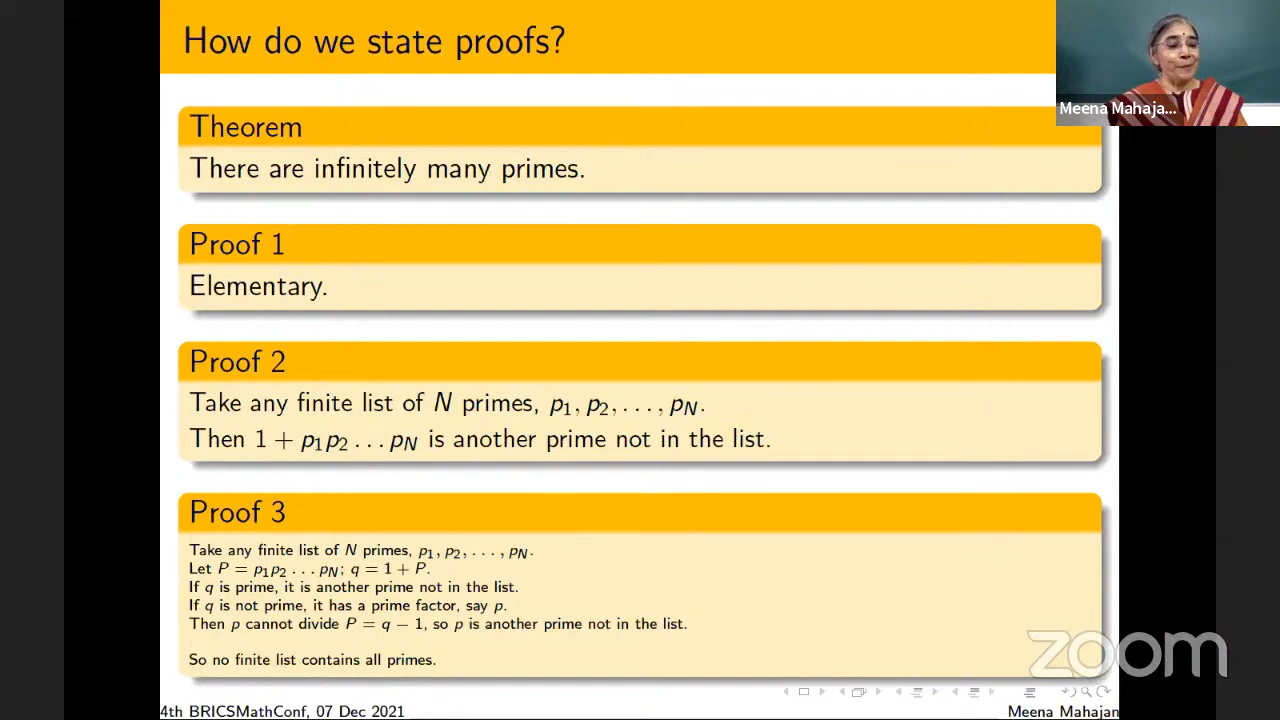 How do we state proofs?
Meena Mahaja...
Theorem
There are infinitely many primes.
Proof 1
Elementary.
Proof 2
Take any finite list of N primes, p₁, p₂, . . . , p_N.
Then 1 + p₁p₂ . . . p_N is another prime not in the list.
Proof 3
Take any finite list of N primes, p₁, p₂, . . . , p_N.
Let P = p₁p₂ . . . p_N; q = 1 + P.
If q is prime, it is another prime not in the list.
If q is not prime, it has a prime factor, say p.
Then p cannot divide P = q − 1, so p is another prime not in the list.
So no finite list contains all primes.
zoom
4th BRICSMathConf, 07 Dec 2021
Meena Mahajan